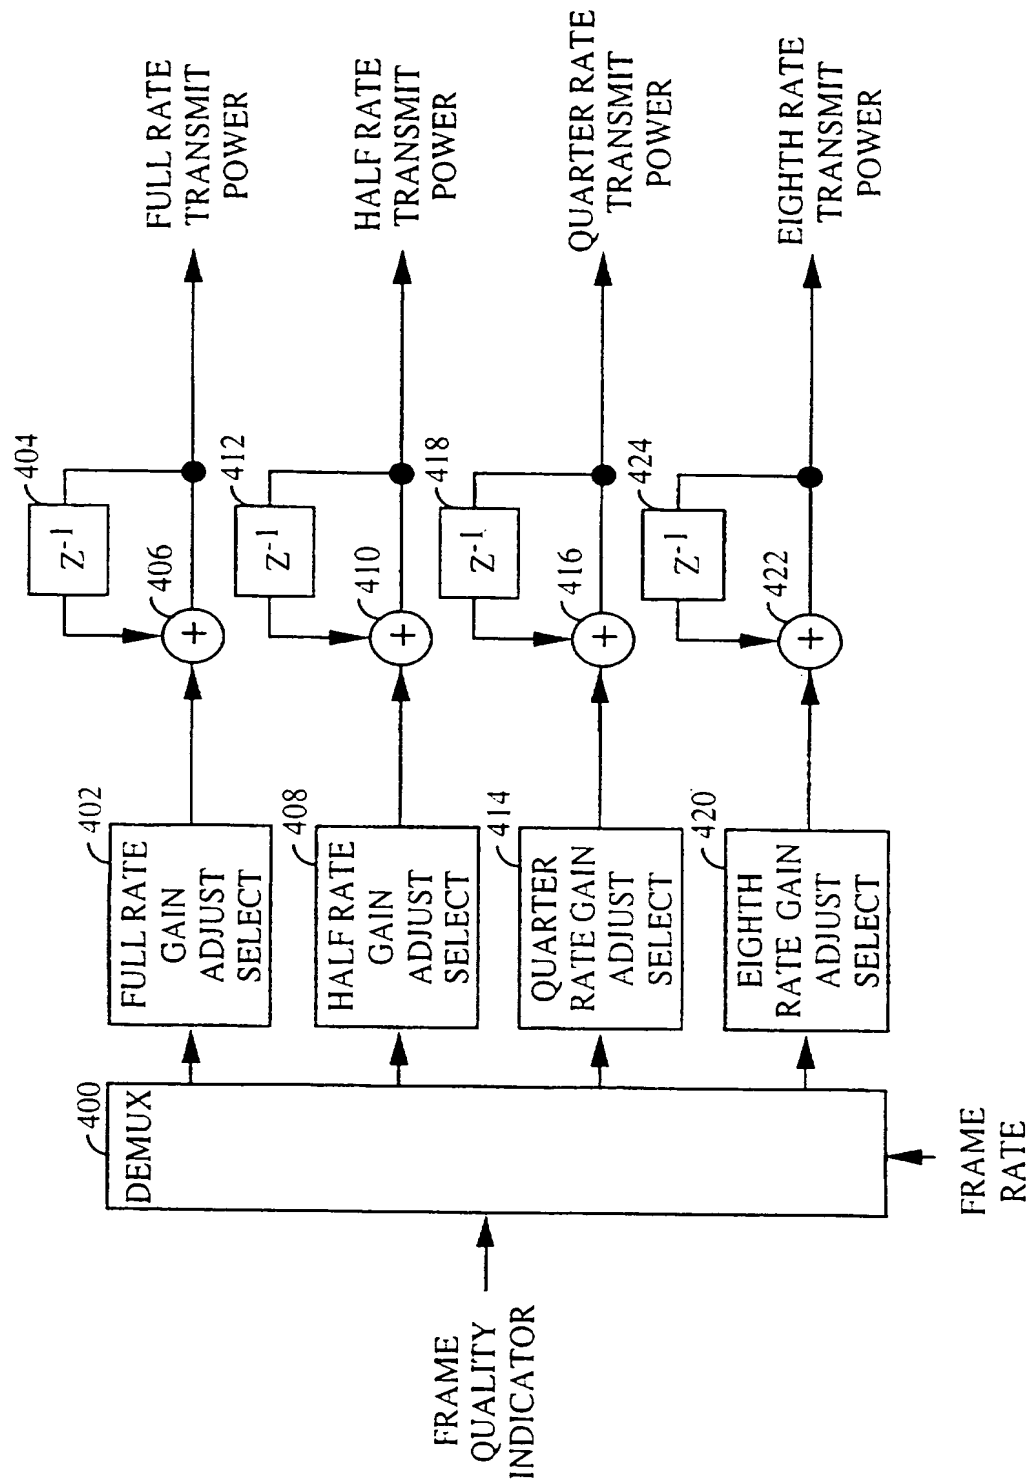 FRAME
QUALITY
INDICATOR
FRAME
RATE
400
DEMUX
402
FULL RATE
GAIN
ADJUST
SELECT
404
Z⁻¹
406
+
FULL RATE
TRANSMIT
POWER
408
HALF RATE
GAIN
ADJUST
SELECT
412
Z⁻¹
410
+
HALF RATE
TRANSMIT
POWER
414
QUARTER
RATE GAIN
ADJUST
SELECT
418
Z⁻¹
416
+
QUARTER RATE
TRANSMIT
POWER
420
EIGHTH
RATE GAIN
ADJUST
SELECT
424
Z⁻¹
422
+
EIGHTH RATE
TRANSMIT
POWER